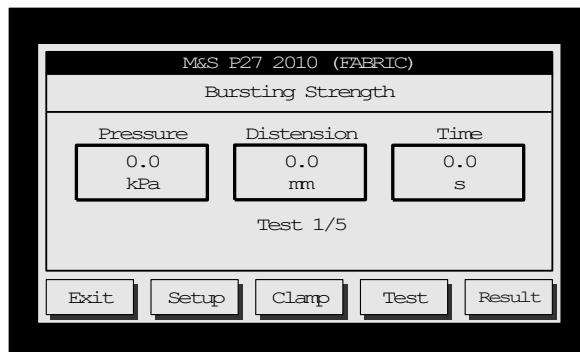 M&S P27 2010 (FABRIC)
Bursting Strength
Pressure Distension Time
0.0 0.0 0.0
kPa mm s
Test 1/5
Exit Setup Clamp Test Result